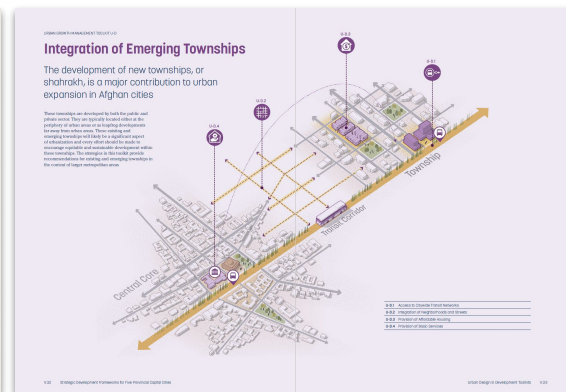 URBAN GROWTH MANAGEMENT TOOLKIT U-D
Integration of Emerging Townships
The development of new townships, or
shahrakh, is a major contribution to urban
expansion in Afghan cities
These townships are developed by both the public and
private sector. They are typically located either at the
periphery of urban areas or as leapfrog developments
far away from urban areas. These existing and
emerging townships will likely be a significant aspect
of urbanization and every effort should be made to
encourage equitable and sustainable development within
these townships. The strategies in this toolkit provide
recommendations for existing and emerging townships in
the context of larger metropolitan areas
U-D.4
U-D.2
U-D.3
U-D.1
Township
Transit Corridor
Central Core
U-D.1 Access to Citywide Transit Networks
U-D.2 Integration of Neighborhoods and Streets
U-D.3 Provision of Affordable Housing
U-D.4 Provision of Basic Services
Strategic Development Frameworks for Five Provincial Capital Cities
Urban Design & Development Toolkits